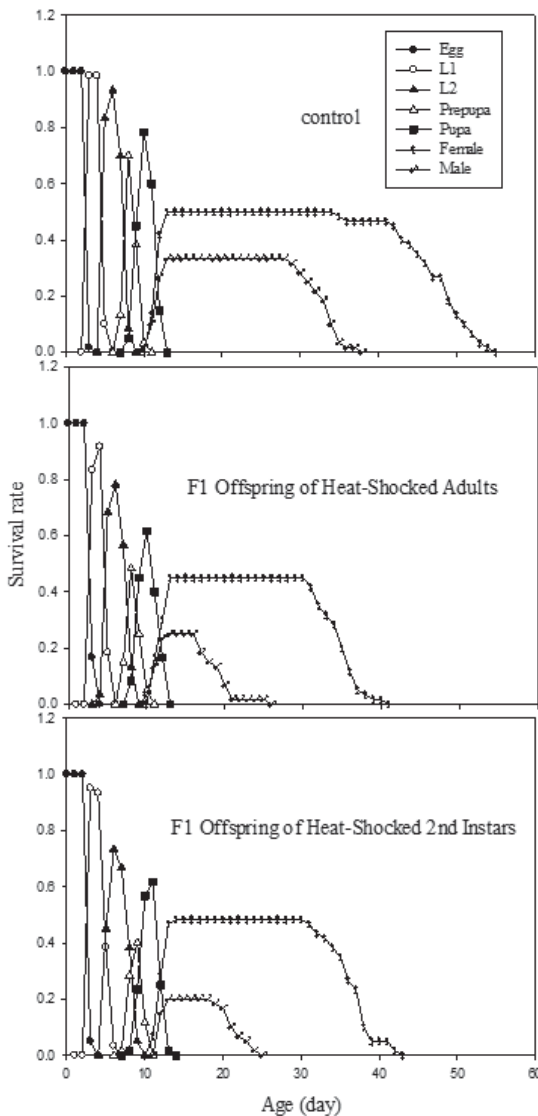 1.2
1.0
0.8
0.6
0.4
0.2
0.0
Egg
L1
L2
Prepupa
Pupa
Female
Male
control
1.2
1.0
0.8
0.6
0.4
0.2
0.0
F1 Offspring of Heat-Shocked Adults
Survival rate
1.2
1.0
0.8
0.6
0.4
0.2
0.0
F1 Offspring of Heat-Shocked 2nd Instars
0 10 20 30 40 50 60
Age (day)